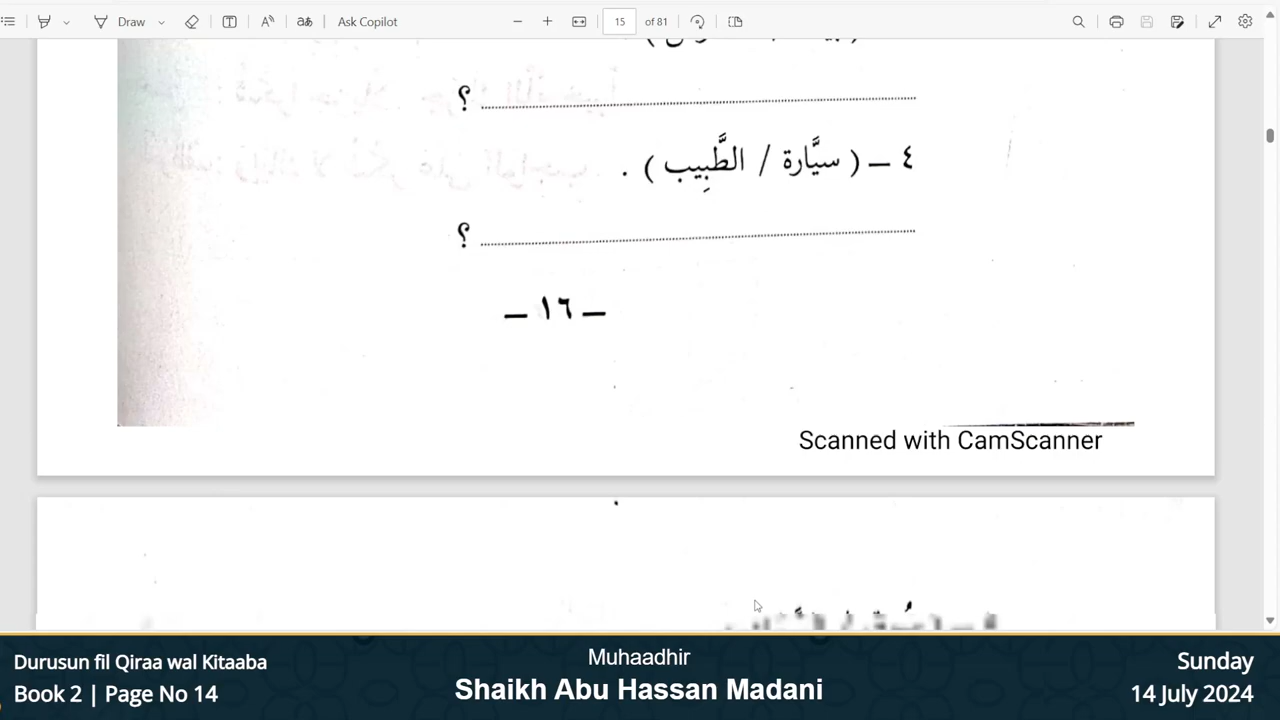 Draw
Ask Copilot
15 of 81
؟
٤ – ( سيَّارة / الطَّبِيب ) .
؟
– ١٦ –
Scanned with CamScanner
Durusun fil Qiraa wal Kitaaba
Book 2 | Page No 14
Muhaadhir
Shaikh Abu Hassan Madani
Sunday
14 July 2024